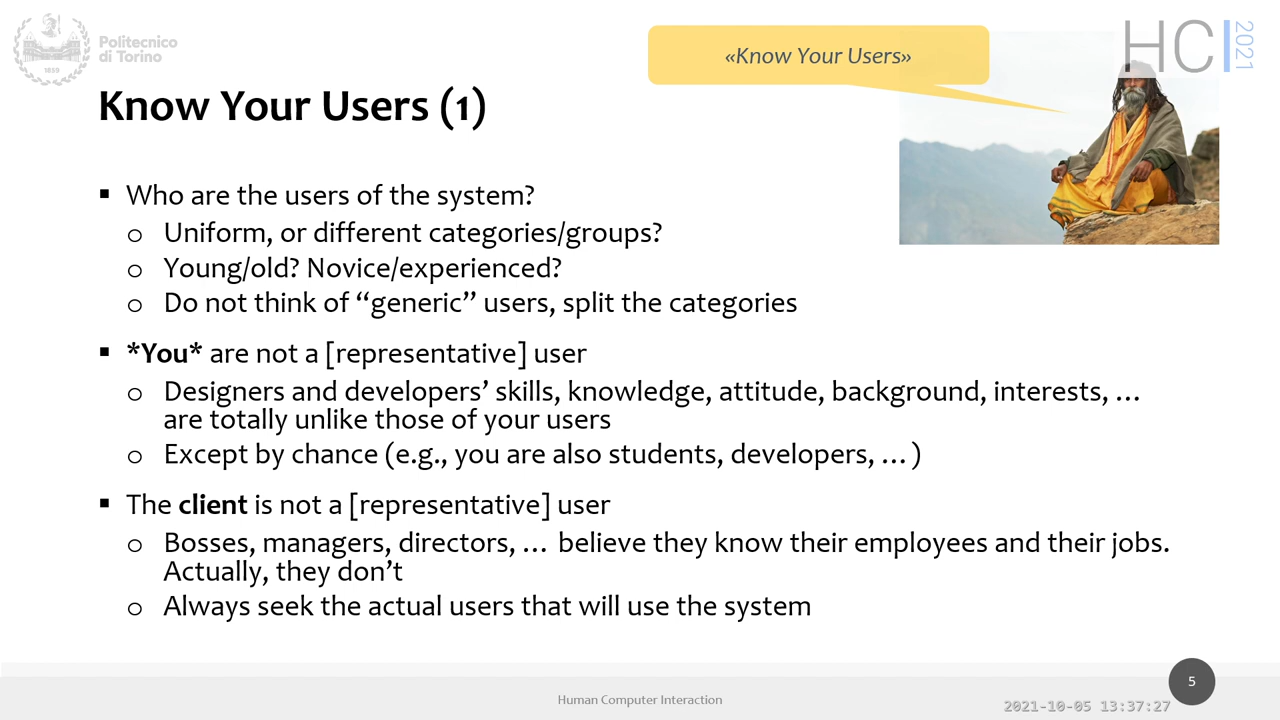 Politecnico
di Torino
1859
«Know Your Users»
HCI
2021
Know Your Users (1)
▪ Who are the users of the system?
o Uniform, or different categories/groups?
o Young/old? Novice/experienced?
o Do not think of “generic” users, split the categories
▪ *You* are not a [representative] user
o Designers and developers’ skills, knowledge, attitude, background, interests, …
are totally unlike those of your users
o Except by chance (e.g., you are also students, developers, …)
▪ The client is not a [representative] user
o Bosses, managers, directors, … believe they know their employees and their jobs.
Actually, they don’t
o Always seek the actual users that will use the system
Human Computer Interaction
5
2021-10-05 13:37:27